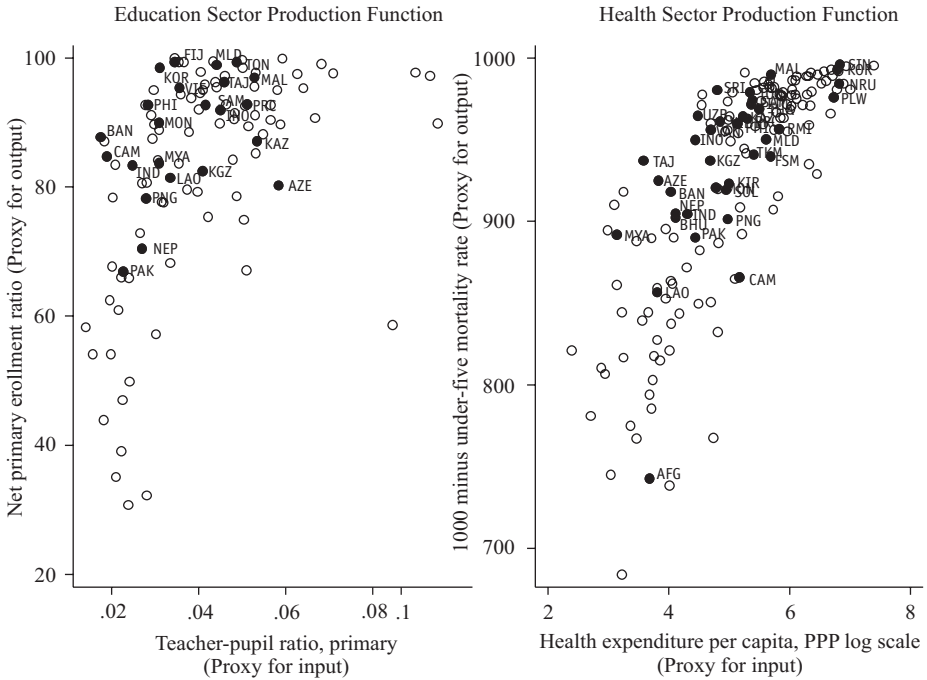 Education Sector Production Function
Health Sector Production Function
Net primary erollment ratio (Proxy for output)
100
80
60
40
20
FIJ
MLD
TON
KOR
TAJ
MAL
PHI
SAM
PRC
MON
INO
BAN
KAZ
CAM
MYA
IND
LAO
KGZ
AZE
PNG
NEP
PAK
.02
.04
.06
.08
.1
Teacher-pupil ratio, primary
(Proxy for input)
1000 minus under-five mortality rate (Proxy for output)
1000
900
800
700
SIN
KOR
MAL
NRU
SRI
PLW
UZB
RMI
INO
MLD
TKM
FSM
TAJ
KGZ
AZE
KIR
BAN
SOL
NEP
IND
BHU
PNG
MYA
PAK
CAM
LAO
AFG
2
4
6
8
Health expenditure per capita, PPP log scale
(Proxy for input)